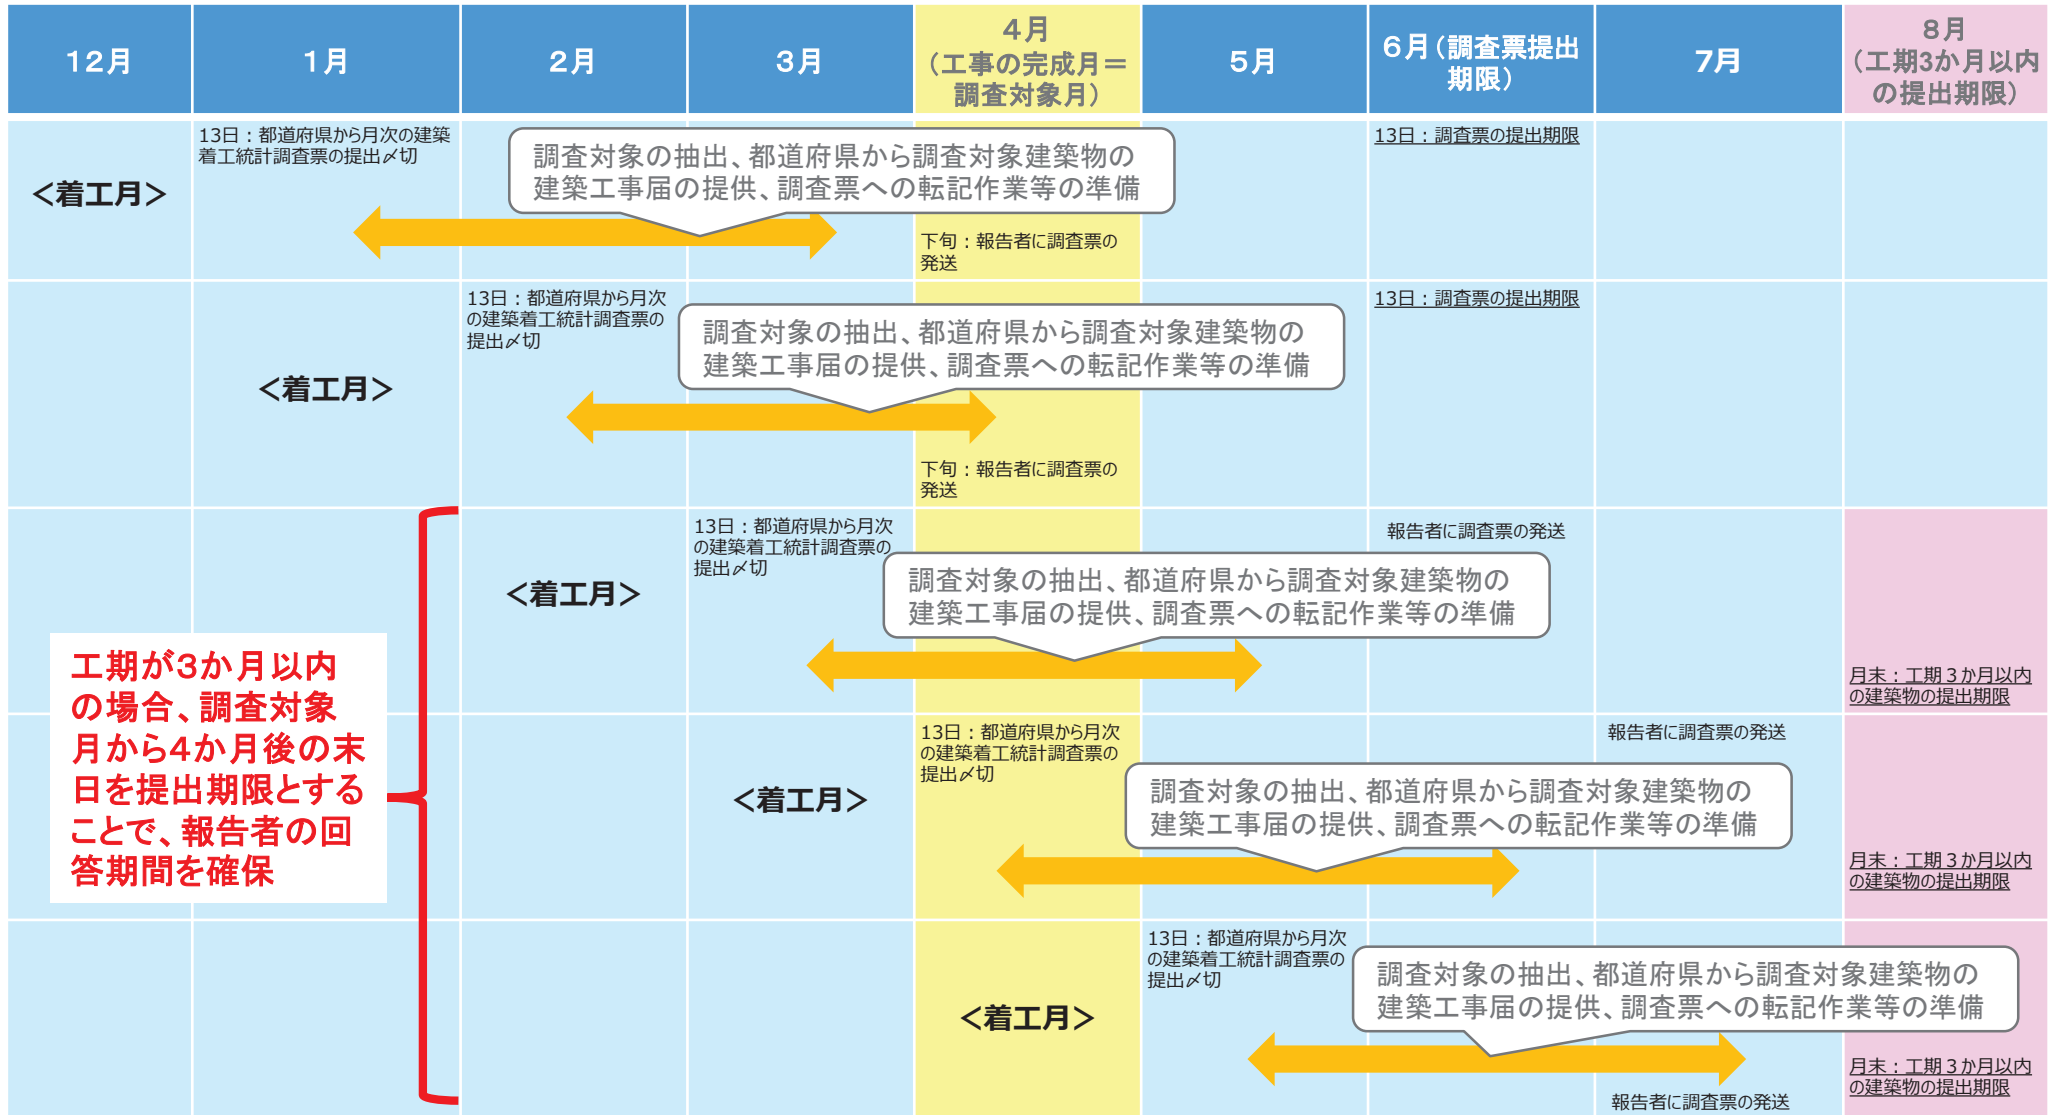 12月
1月
2月
3月
4月
（工事の完成月＝
調査対象月）
5月
6月（調査票提出
期限）
7月
8月
（工期3か月以内
の提出期限）
＜着工月＞
13日：都道府県から月次の建築
着工統計調査票の提出〆切
調査対象の抽出、都道府県から調査対象建築物の
建築工事届の提供、調査票への転記作業等の準備
下旬：報告者に調査票の
発送
13日：調査票の提出期限
＜着工月＞
13日：都道府県から月次
の建築着工統計調査票の
提出〆切
調査対象の抽出、都道府県から調査対象建築物の
建築工事届の提供、調査票への転記作業等の準備
下旬：報告者に調査票の
発送
13日：調査票の提出期限
＜着工月＞
13日：都道府県から月次
の建築着工統計調査票の
提出〆切
調査対象の抽出、都道府県から調査対象建築物の
建築工事届の提供、調査票への転記作業等の準備
報告者に調査票の発送
月末：工期３か月以内
の建築物の提出期限
工期が3か月以内
の場合、調査対象
月から4か月後の末
日を提出期限とする
ことで、報告者の回
答期間を確保
＜着工月＞
13日：都道府県から月次
の建築着工統計調査票の
提出〆切
調査対象の抽出、都道府県から調査対象建築物の
建築工事届の提供、調査票への転記作業等の準備
報告者に調査票の発送
月末：工期３か月以内
の建築物の提出期限
＜着工月＞
13日：都道府県から月次
の建築着工統計調査票の
提出〆切
調査対象の抽出、都道府県から調査対象建築物の
建築工事届の提供、調査票への転記作業等の準備
報告者に調査票の発送
月末：工期３か月以内
の建築物の提出期限